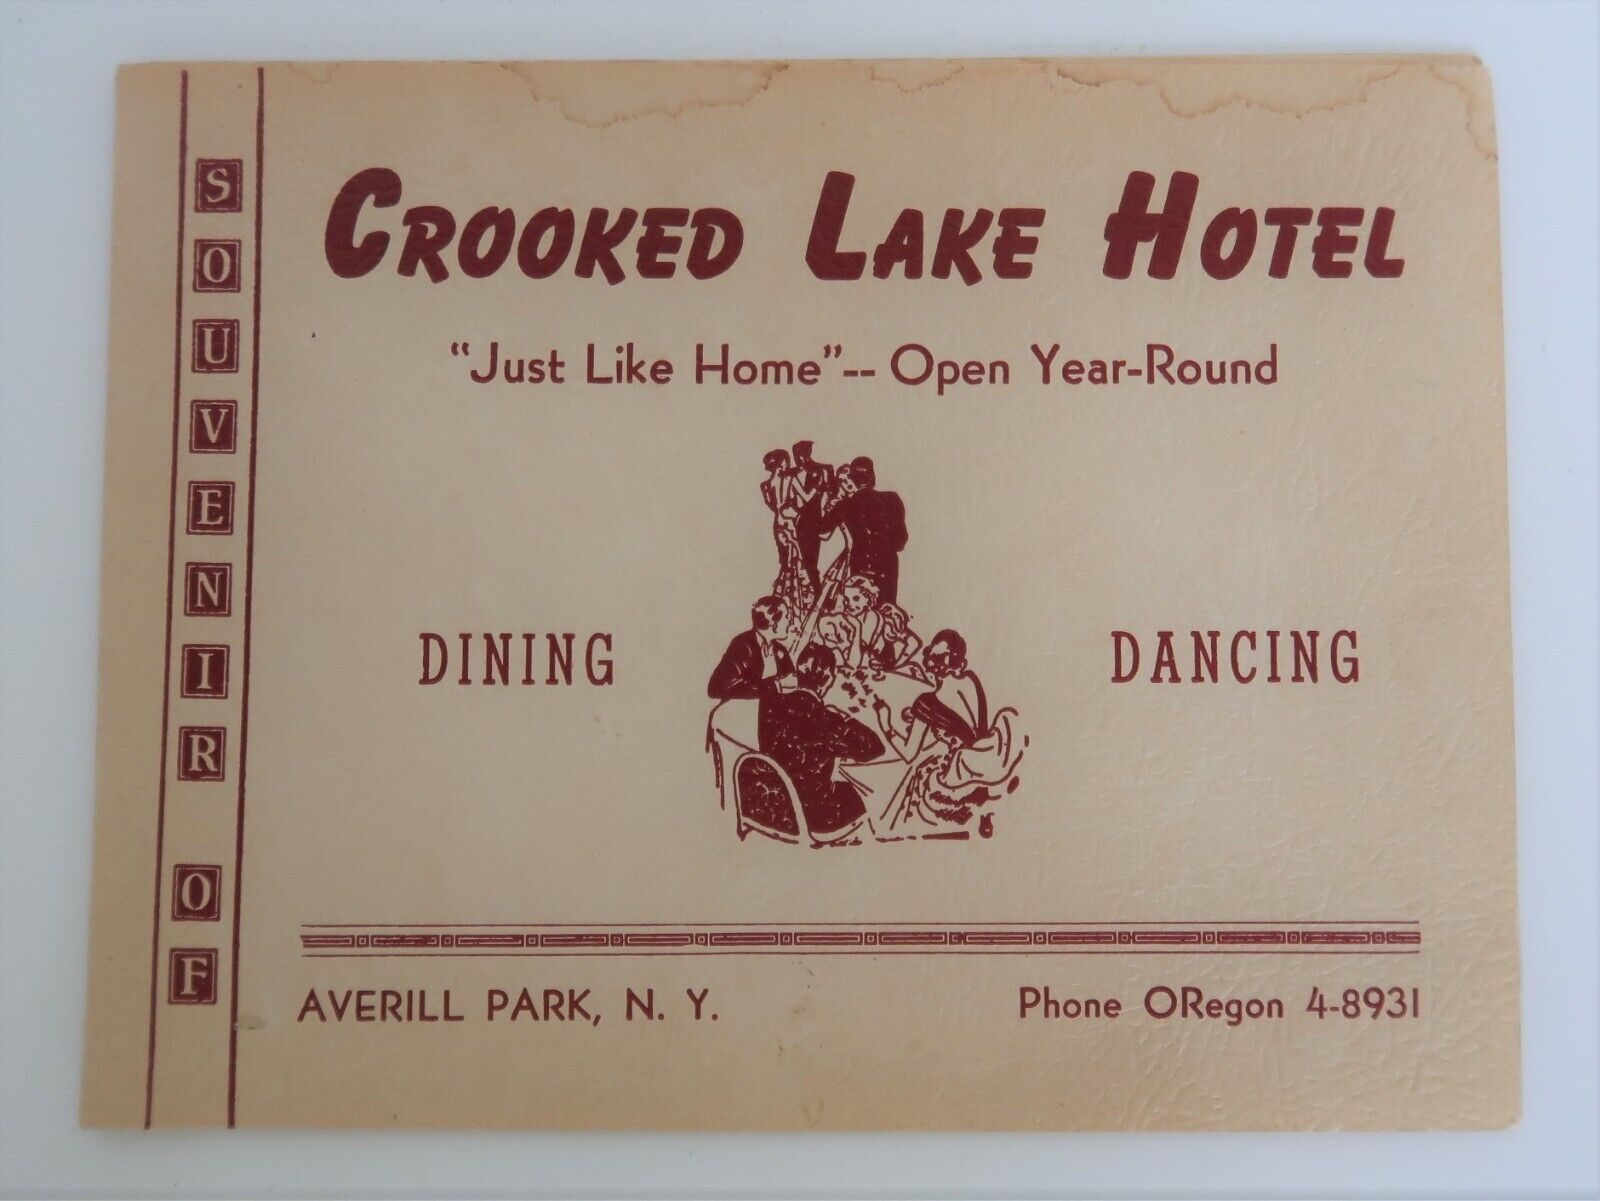 SOUVENIR OF
CROOKED LAKE HOTEL
"Just Like Home"-- Open Year-Round
DINING
DANCING
AVERILL PARK, N. Y.
Phone ORegon 4-8931